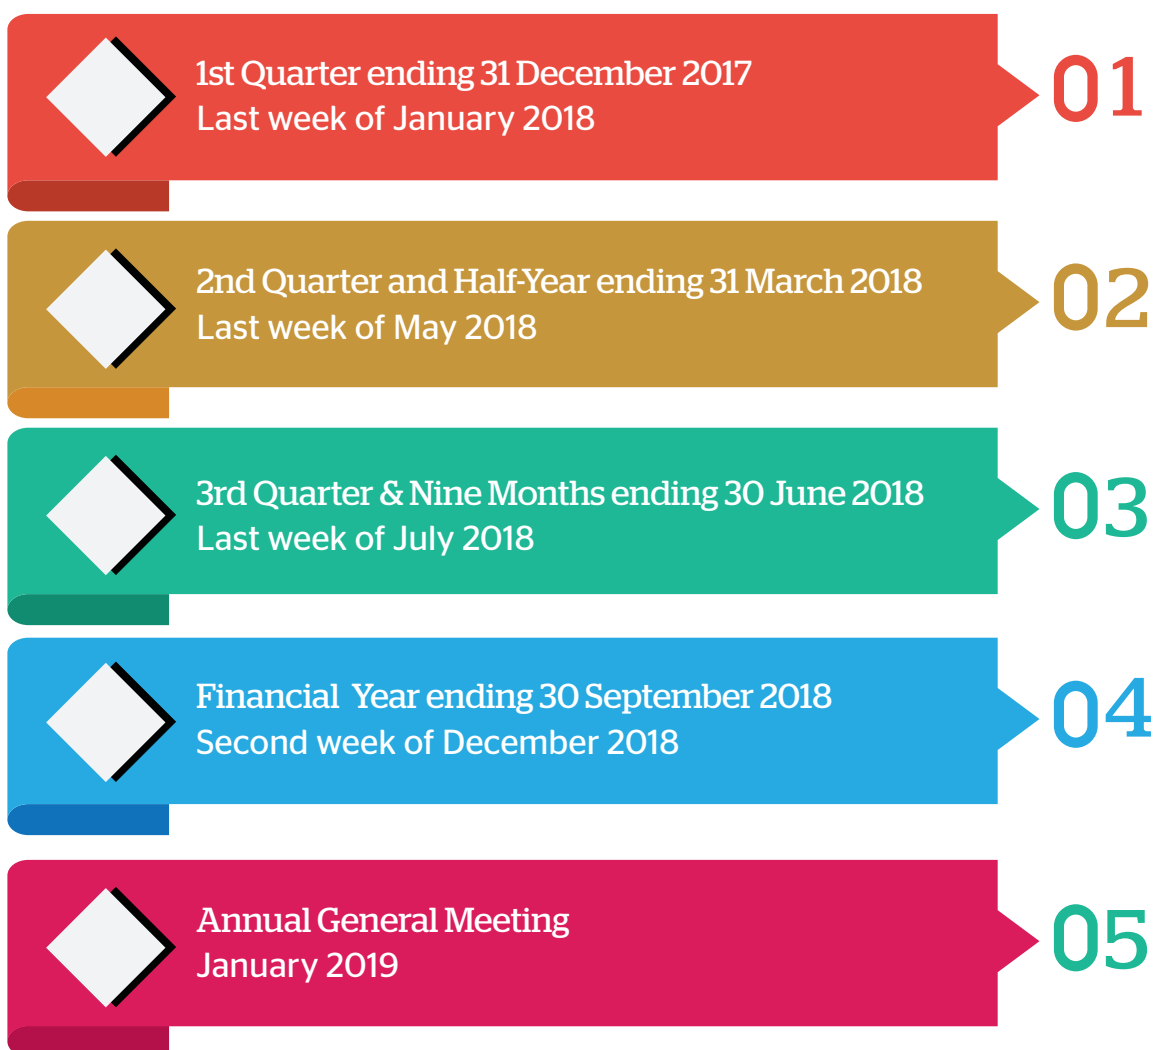 1st Quarter ending 31 December 2017
Last week of January 2018
01
2nd Quarter and Half-Year ending 31 March 2018
Last week of May 2018
02
3rd Quarter & Nine Months ending 30 June 2018
Last week of July 2018
03
Financial Year ending 30 September 2018
Second week of December 2018
04
Annual General Meeting
January 2019
05